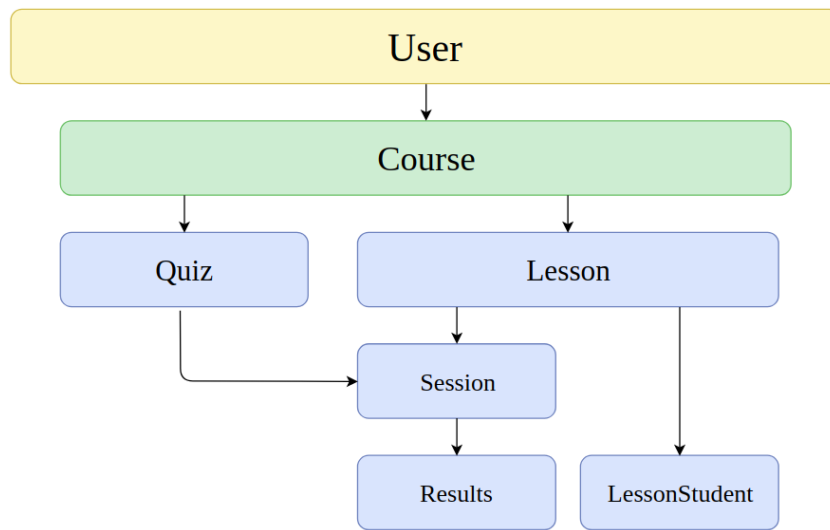 User
Course
Quiz
Lesson
Session
Results
LessonStudent